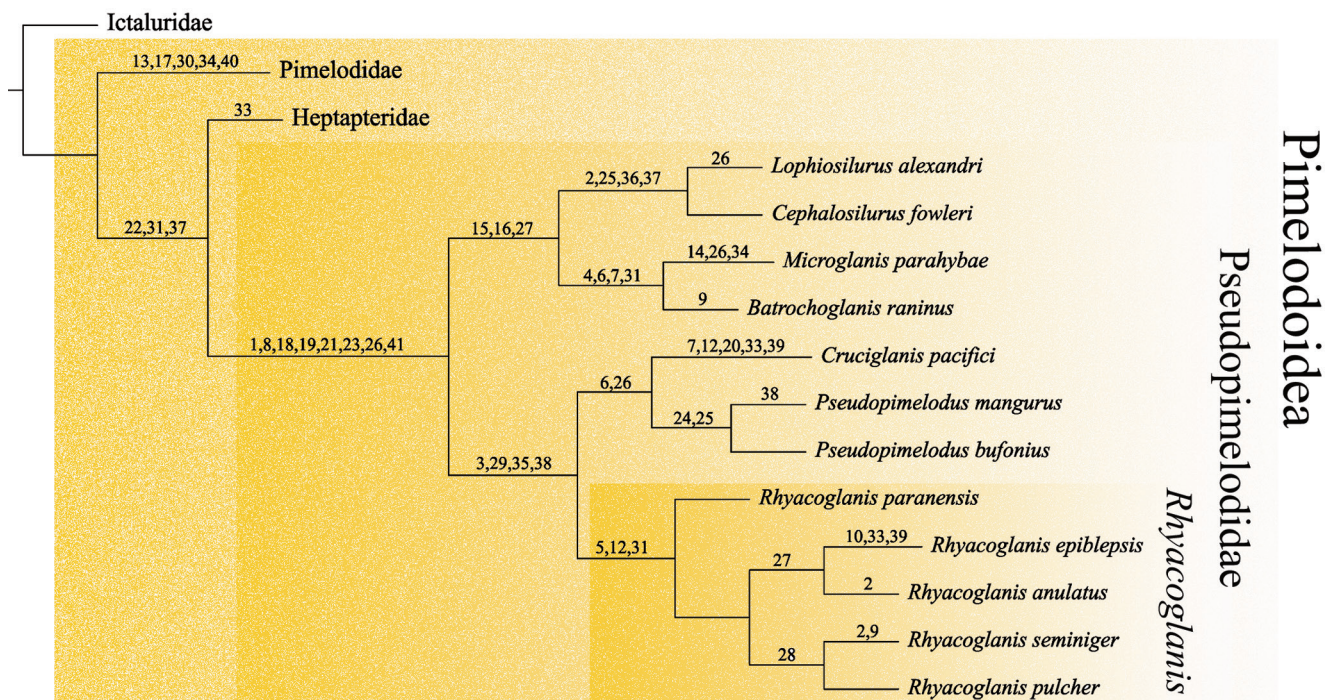 Ictaluridae
13,17,30,34,40
Pimelodidae
33
Heptapteridae
26
Lophiosilurus alexandri
2,25,36,37
Cephalosilurus fowleri
22,31,37
15,16,27
14,26,34
Microglanis parahybae
4,6,7,31
9
Batrochoglanis raninus
1,8,18,19,21,23,26,41
7,12,20,33,39
Cruciglanis pacifici
6,26
38
Pseudopimelodus mangurus
24,25
Pseudopimelodus bufonius
3,29,35,38
Rhyacoglanis paranensis
5,12,31
10,33,39
Rhyacoglanis epiblepsis
27
2
Rhyacoglanis anulatus
2,9
Rhyacoglanis seminiger
28
Rhyacoglanis pulcher
Rhyacoglanis
Pseudopimelodidae
Pimelodoidea